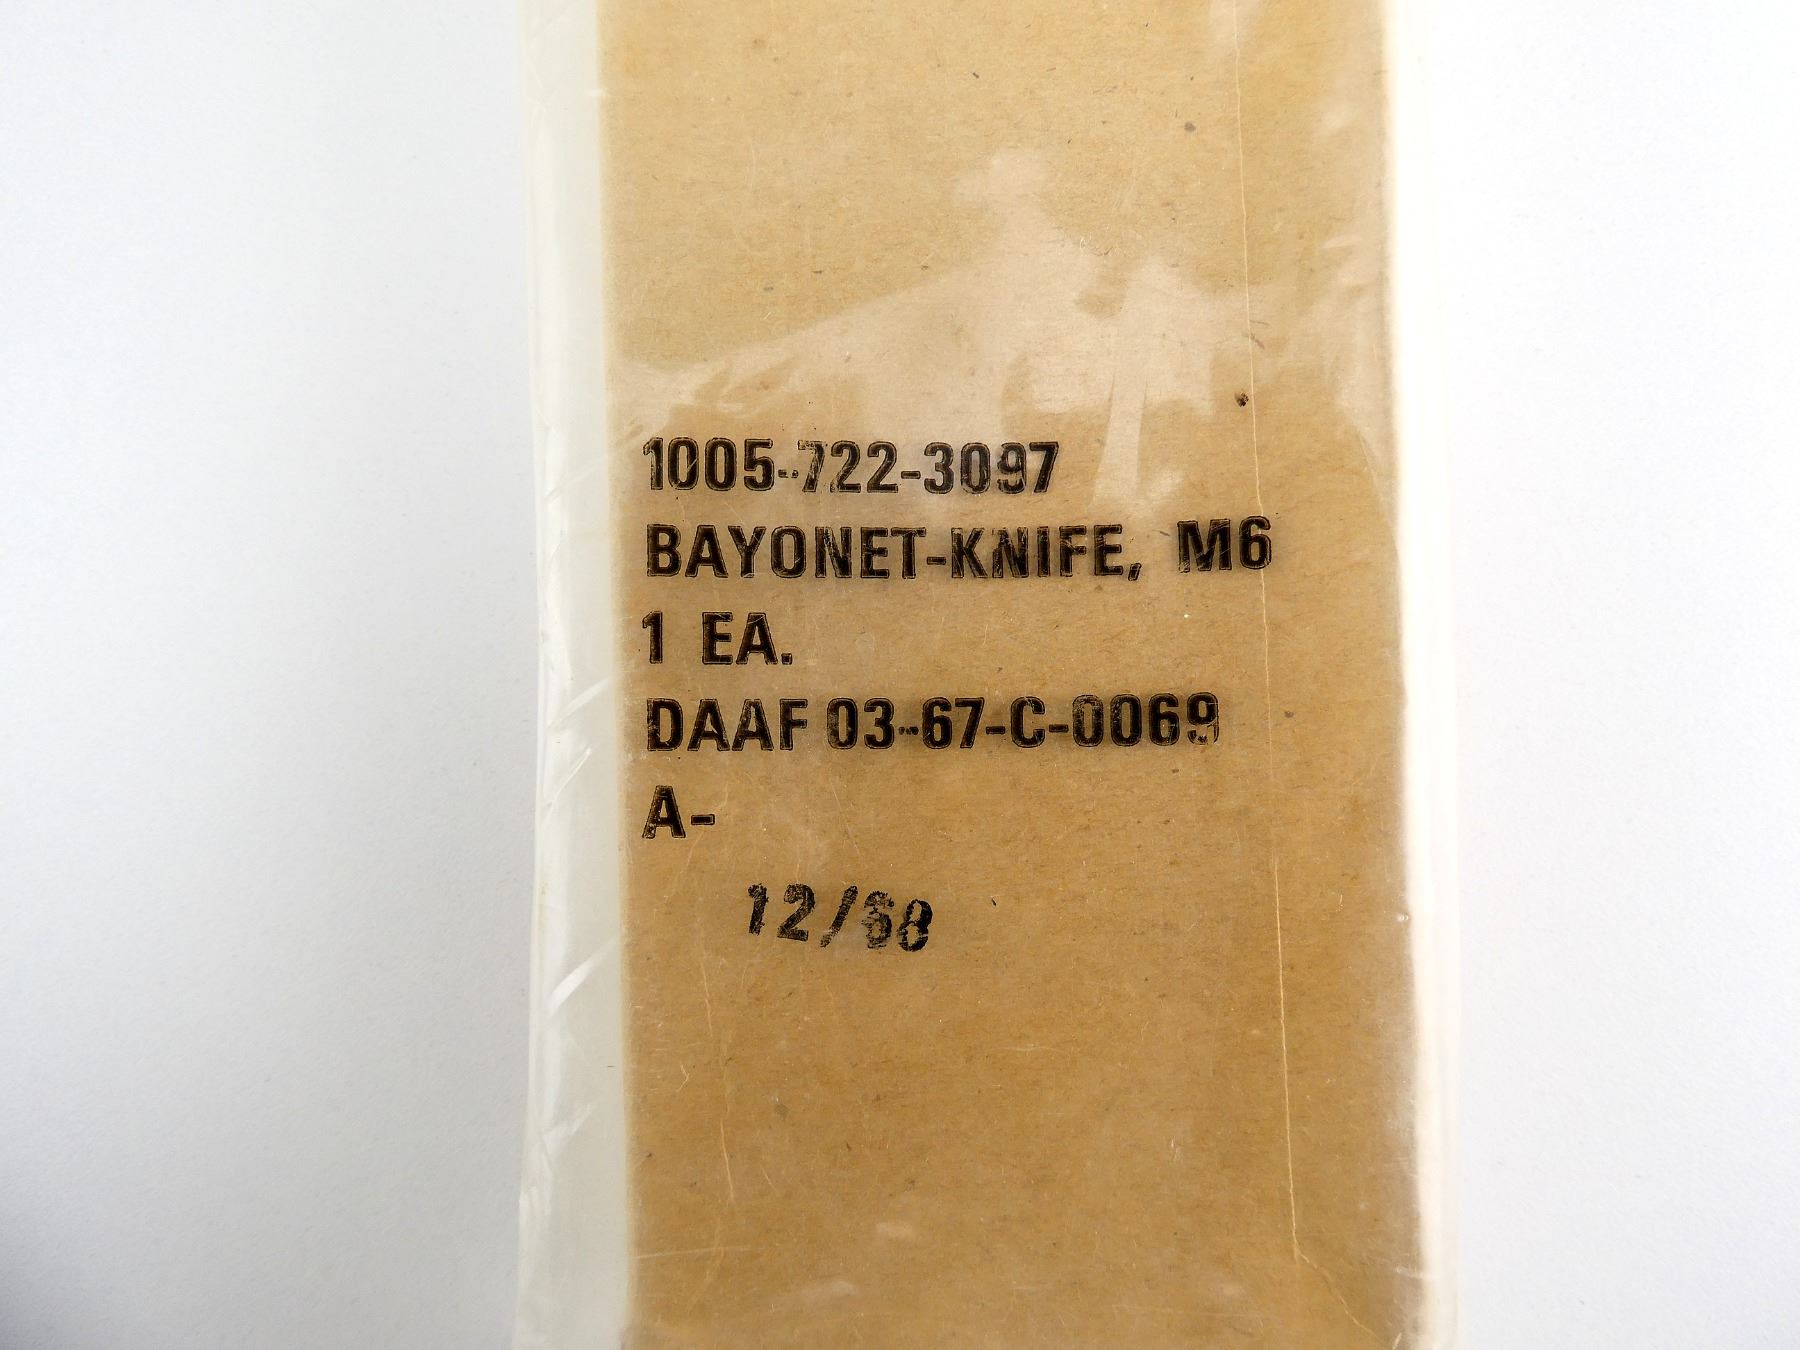 1005-722-3097
BAYONET-KNIFE, M6
1 EA.
DAAF 03-67-C-0069
A-
12/68